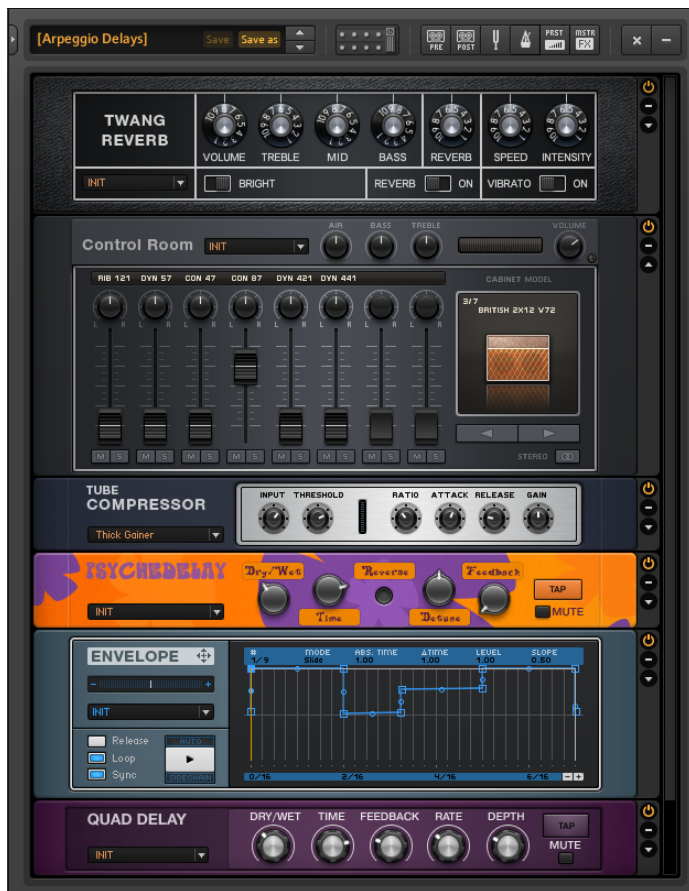 [Arpeggio Delays] Save Save as PRE POST PRST MSTR FX
TWANG REVERB
VOLUME TREBLE MID BASS REVERB SPEED INTENSITY
INIT BRIGHT REVERB ON VIBRATO ON
Control Room INIT AIR BASS TREBLE VOLUME
RIB 121 DYN 57 CON 47 CON 87 DYN 421 DYN 441
CABINET MODEL
3/7
BRITISH 2X12 V72
L R L R L R L R L R L R L R L R
M S M S M S M S M S M S M S M S
STEREO
TUBE COMPRESSOR
INPUT THRESHOLD RATIO ATTACK RELEASE GAIN
Thick Gainer
PSYCHEDELAY
Dry/Wet Reverse Feedback
Time Detune
TAP
INIT MUTE
ENVELOPE
# MODE ABS. TIME ΔTIME LEVEL SLOPE
1/9 Slide 1.00 1.00 1.00 0.50
- +
INIT
Release AUTO
Loop
Sync SIDECHAIN
0/16 2/16 4/16 6/16 - +
QUAD DELAY
DRY/WET TIME FEEDBACK RATE DEPTH
TAP
INIT MUTE